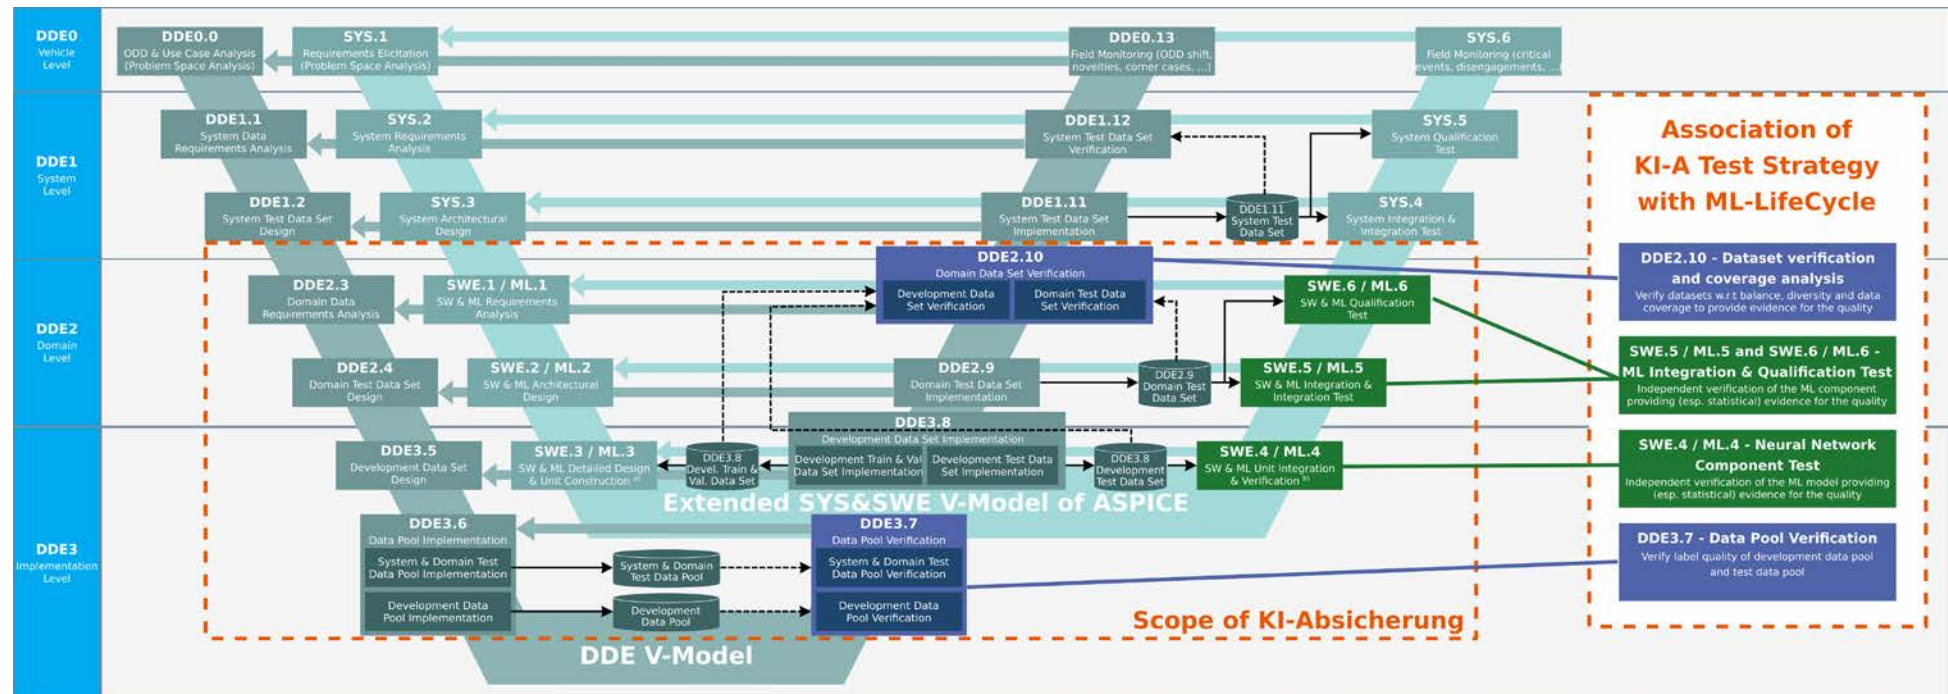 DDE0
Vehicle
Level
DDE0.0
ODD & Use Case Analysis
(Problem Space Analysis)
SYS.1
Requirements Elicitation
(Problem Space Analysis)
DDE0.13
Field Monitoring (ODD shift,
novelties, corner cases, ...)
SYS.6
Field Monitoring (critical
events, disengagements, ...)
DDE1
System
Level
DDE1.1
System Data
Requirements Analysis
SYS.2
System Requirements
Analysis
DDE1.12
System Test Data Set
Verification
SYS.5
System Qualification
Test
DDE1.2
System Test Data Set
Design
SYS.3
System Architectural
Design
DDE1.11
System Test Data Set
Implementation
DDE1.11
System Test
Data Set
SYS.4
System Integration &
Integration Test
DDE2
Domain
Level
DDE2.3
Domain Data
Requirements Analysis
SWE.1 / ML.1
SW & ML Requirements
Analysis
DDE2.10
Domain Data Set Verification
Development Data
Set Verification
Domain Test Data
Set Verification
SWE.6 / ML.6
SW & ML Qualification
Test
DDE2.4
Domain Test Data Set
Design
SWE.2 / ML.2
SW & ML Architectural
Design
DDE2.9
Domain Test Data Set
Implementation
DDE2.9
Domain Test
Data Set
SWE.5 / ML.5
SW & ML Integration &
Integration Test
DDE3
Implementation
Level
DDE3.5
Development Data Set
Design
SWE.3 / ML.3
SW & ML Detailed Design
& Unit Construction a)
DDE3.8
Devel. Train &
Val. Data Set
DDE3.8
Development Data Set Implementation
Development Train & Val
Data Set Implementation
Development Test Data
Set Implementation
DDE3.8
Development
Test Data Set
SWE.4 / ML.4
SW & ML Unit Integration
& Verification b)
Extended SYS&SWE V-Model of ASPICE
DDE3.6
Data Pool Implementation
System & Domain Test
Data Pool Implementation
Development Data
Pool Implementation
System & Domain
Test Data Pool
Development
Data Pool
DDE3.7
Data Pool Verification
System & Domain Test
Data Pool Verification
Development Data
Pool Verification
Scope of KI-Absicherung
DDE V-Model
Association of
KI-A Test Strategy
with ML-LifeCycle
DDE2.10 - Dataset verification
and coverage analysis
Verify datasets w.r.t balance, diversity and data
coverage to provide evidence for the quality
SWE.5 / ML.5 and SWE.6 / ML.6 -
ML Integration & Qualification Test
Independent verification of the ML component
providing (esp. statistical) evidence for the quality
SWE.4 / ML.4 - Neural Network
Component Test
Independent verification of the ML model providing
(esp. statistical) evidence for the quality
DDE3.7 - Data Pool Verification
Verify label quality of development data pool
and test data pool